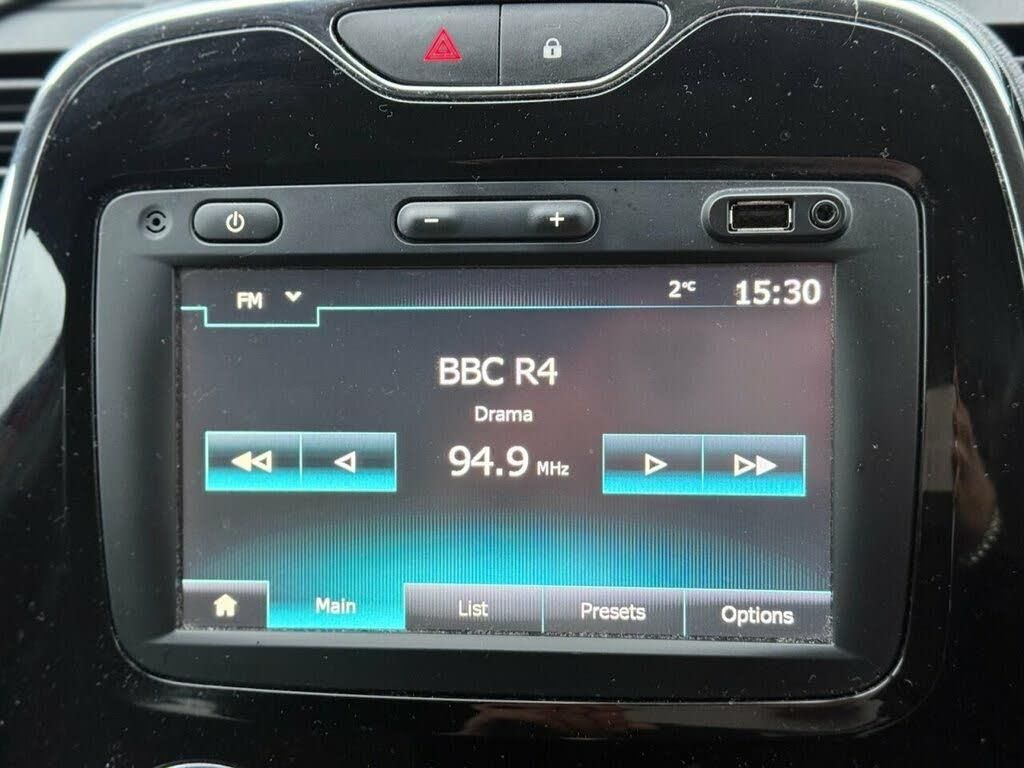 − +
FM 2°C 15:30
BBC R4
Drama
94.9 MHz
Main List Presets Options